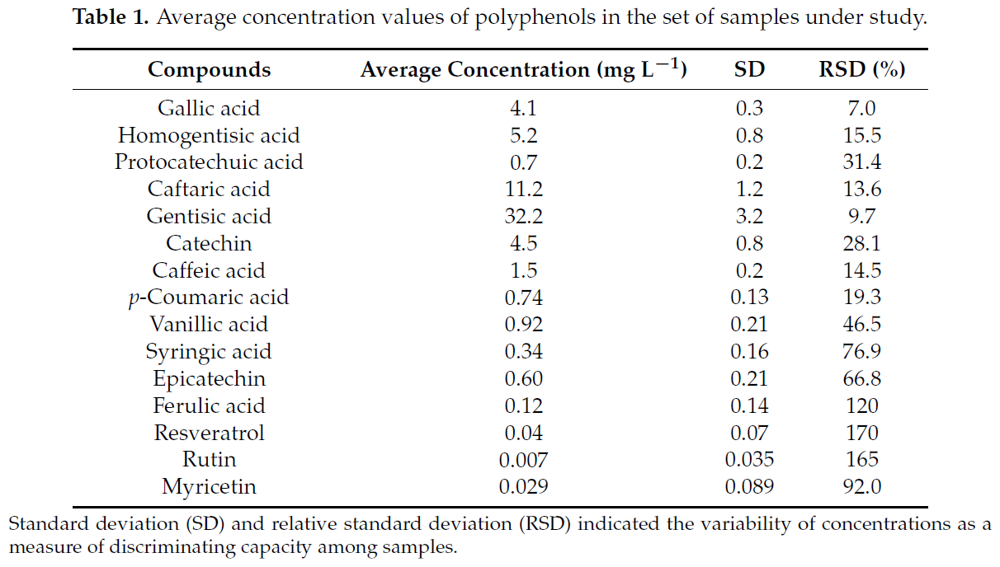 Table 1. Average concentration values of polyphenols in the set of samples under study.
Compounds Average Concentration (mg L−1) SD RSD (%)
Gallic acid 4.1 0.3 7.0
Homogentisic acid 5.2 0.8 15.5
Protocatechuic acid 0.7 0.2 31.4
Caftaric acid 11.2 1.2 13.6
Gentisic acid 32.2 3.2 9.7
Catechin 4.5 0.8 28.1
Caffeic acid 1.5 0.2 14.5
p-Coumaric acid 0.74 0.13 19.3
Vanillic acid 0.92 0.21 46.5
Syringic acid 0.34 0.16 76.9
Epicatechin 0.60 0.21 66.8
Ferulic acid 0.12 0.14 120
Resveratrol 0.04 0.07 170
Rutin 0.007 0.035 165
Myricetin 0.029 0.089 92.0
Standard deviation (SD) and relative standard deviation (RSD) indicated the variability of concentrations as a
measure of discriminating capacity among samples.